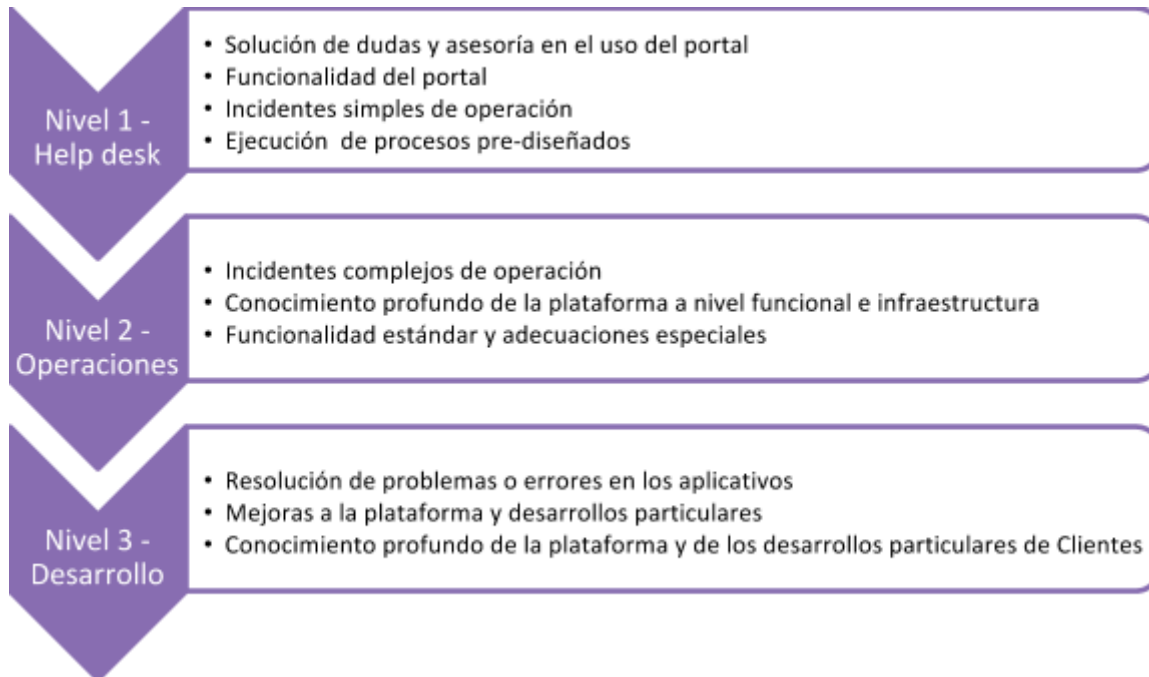 Nivel 1 -
Help desk
• Solución de dudas y asesoría en el uso del portal
• Funcionalidad del portal
• Incidentes simples de operación
• Ejecución  de procesos pre-diseñados
Nivel 2 -
Operaciones
• Incidentes complejos de operación
• Conocimiento profundo de la plataforma a nivel funcional e infraestructura
• Funcionalidad estándar y adecuaciones especiales
Nivel 3 -
Desarrollo
• Resolución de problemas o errores en los aplicativos
• Mejoras a la plataforma y desarrollos particulares
• Conocimiento profundo de la plataforma y de los desarrollos particulares de Clientes